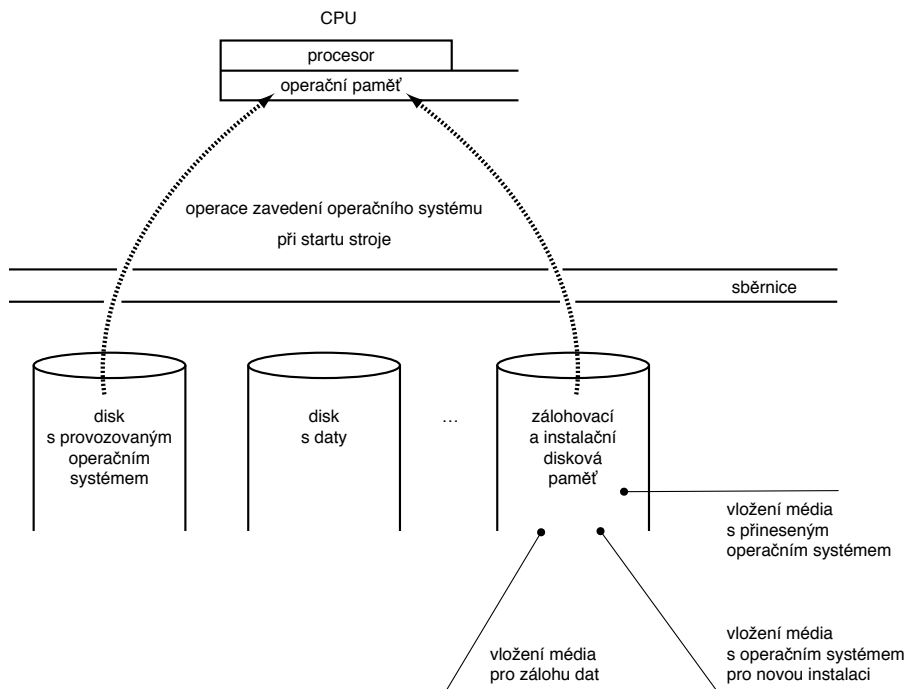 CPU
procesor
operační paměť
operace zavedení operačního systému
při startu stroje
sběrnice
disk
s provozovaným
operačním
systémem
disk
s daty
...
zálohovací
a instalační
disková
paměť
vložení média
s přineseným
operačním systémem
vložení média
pro zálohu dat
vložení média
s operačním systémem
pro novou instalaci